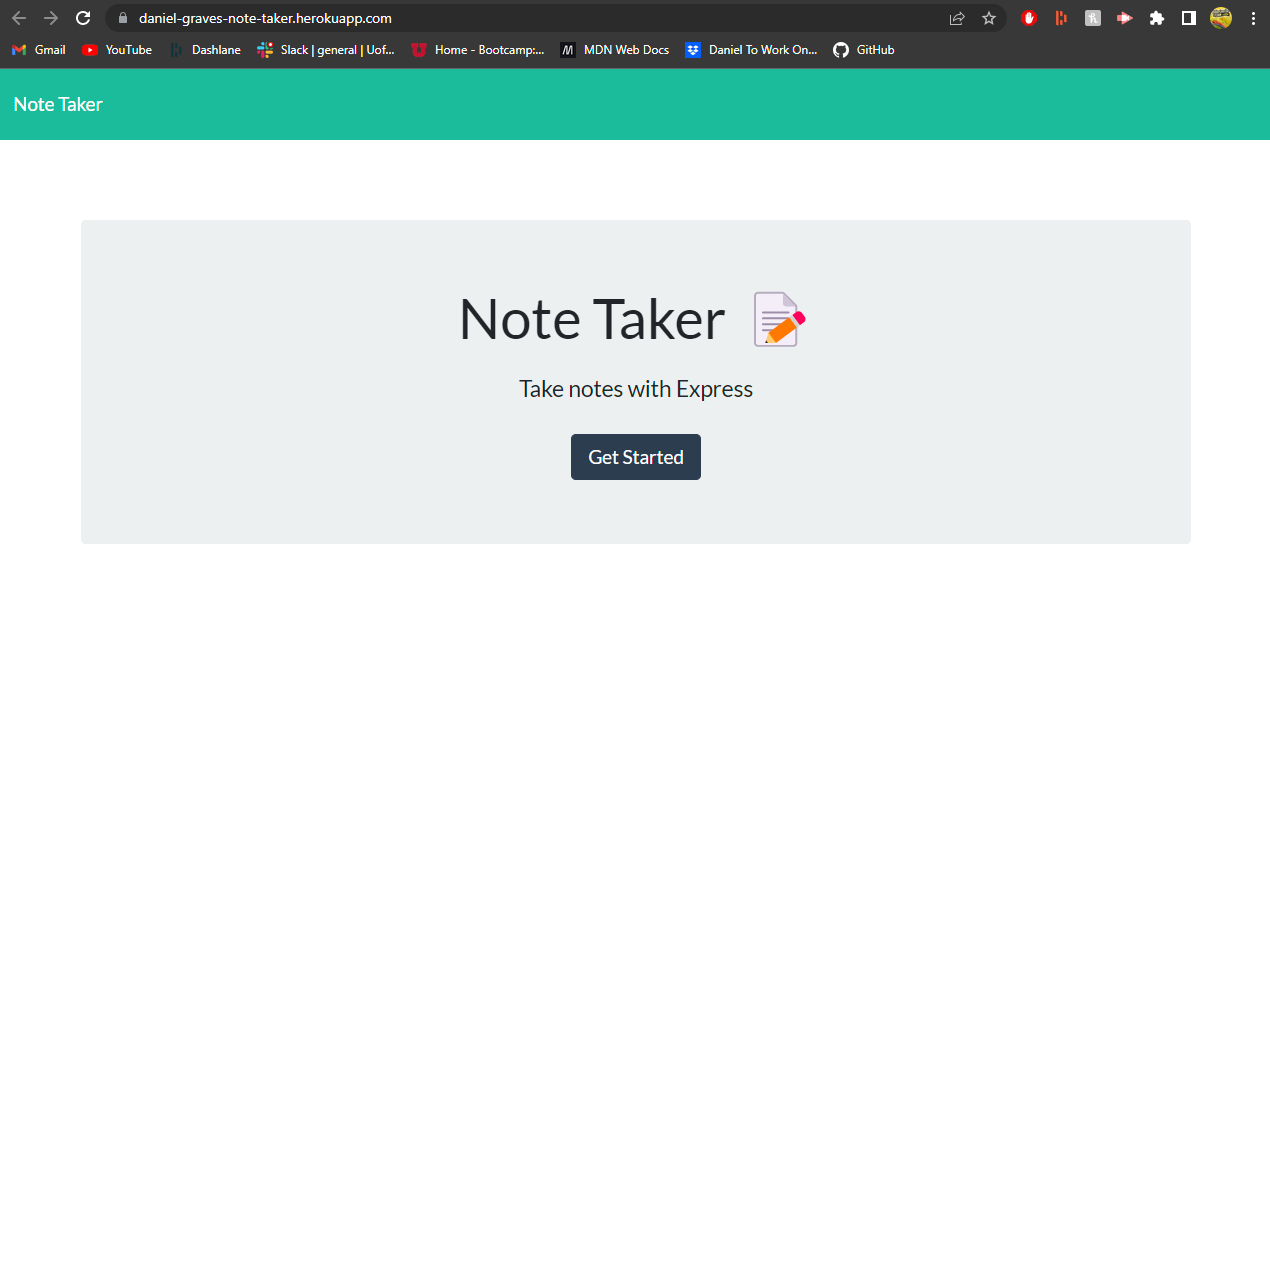 daniel-graves-note-taker.herokuapp.com
Gmail YouTube Dashlane Slack | general | Uof... Home - Bootcamp:... MDN Web Docs Daniel To Work On... GitHub
Note Taker
Note Taker
Take notes with Express
Get Started